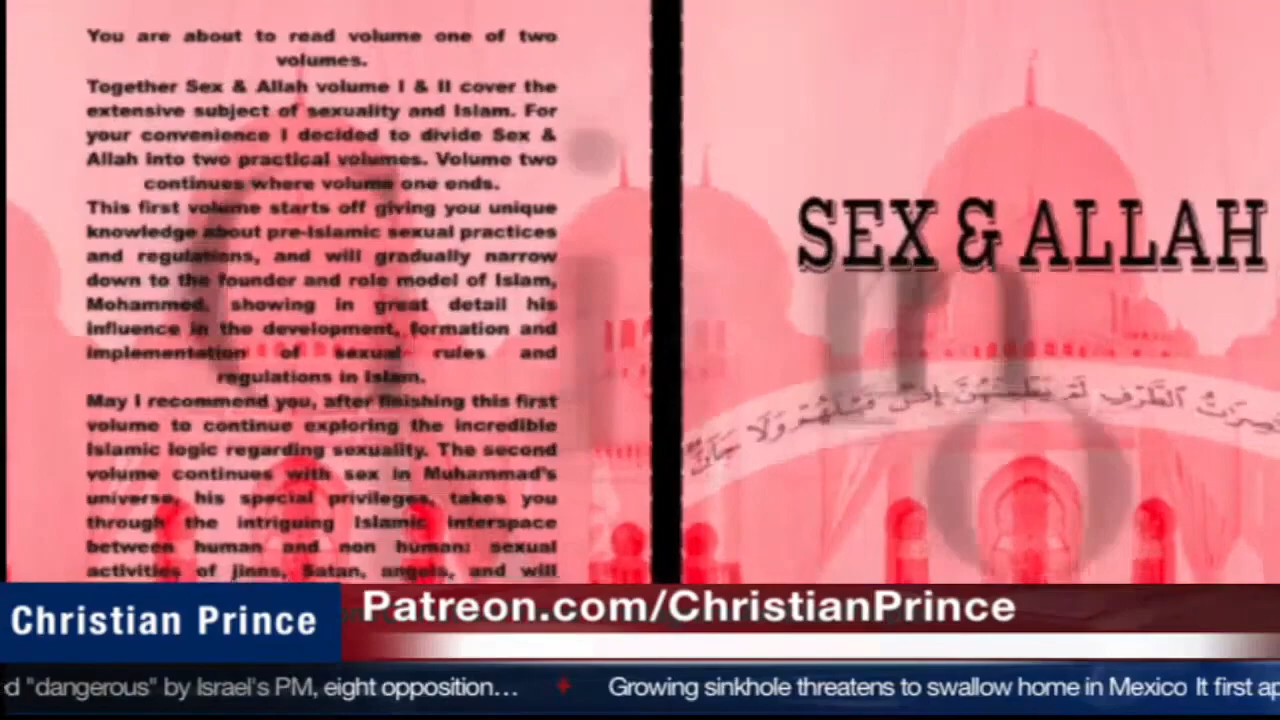 You are about to read volume one of two
volumes.
Together Sex & Allah volume I & II cover the
extensive subject of sexuality and Islam. For
your convenience I decided to divide Sex &
Allah into two practical volumes. Volume two
continues where volume one ends.
This first volume starts off giving you unique
knowledge about pre-Islamic sexual practices
and regulations, and will gradually narrow
down to the founder and role model of Islam,
Mohammed, showing in great detail his
influence in the development, formation and
implementation of sexual rules and
regulations in Islam.
May I recommend you, after finishing this first
volume to continue exploring the incredible
Islamic logic regarding sexuality. The second
volume continues with sex in Muhammad's
universe, his special privileges, takes you
through the intriguing Islamic interspace
between human and non human: sexual
activities of jinns, Satan, angels, and will
SEX & ALLAH
Christian Prince
Patreon.com/ChristianPrince
d "dangerous" by Israel's PM, eight opposition… Growing sinkhole threatens to swallow home in Mexico It first ap